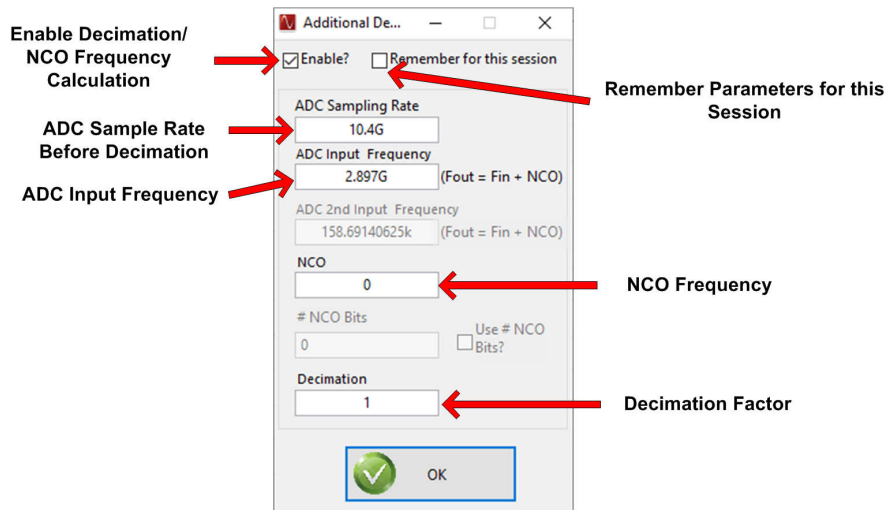 Additional De...
Enable Decimation/
NCO Frequency
Calculation
Enable?
Remember for this session
Remember Parameters for this
Session
ADC Sampling Rate
10.4G
ADC Sample Rate
Before Decimation
ADC Input Frequency
2.897G
(Fout = Fin + NCO)
ADC Input Frequency
ADC 2nd Input Frequency
158.69140625k
(Fout = Fin + NCO)
NCO
0
NCO Frequency
# NCO Bits
0
Use # NCO
Bits?
Decimation
1
Decimation Factor
OK